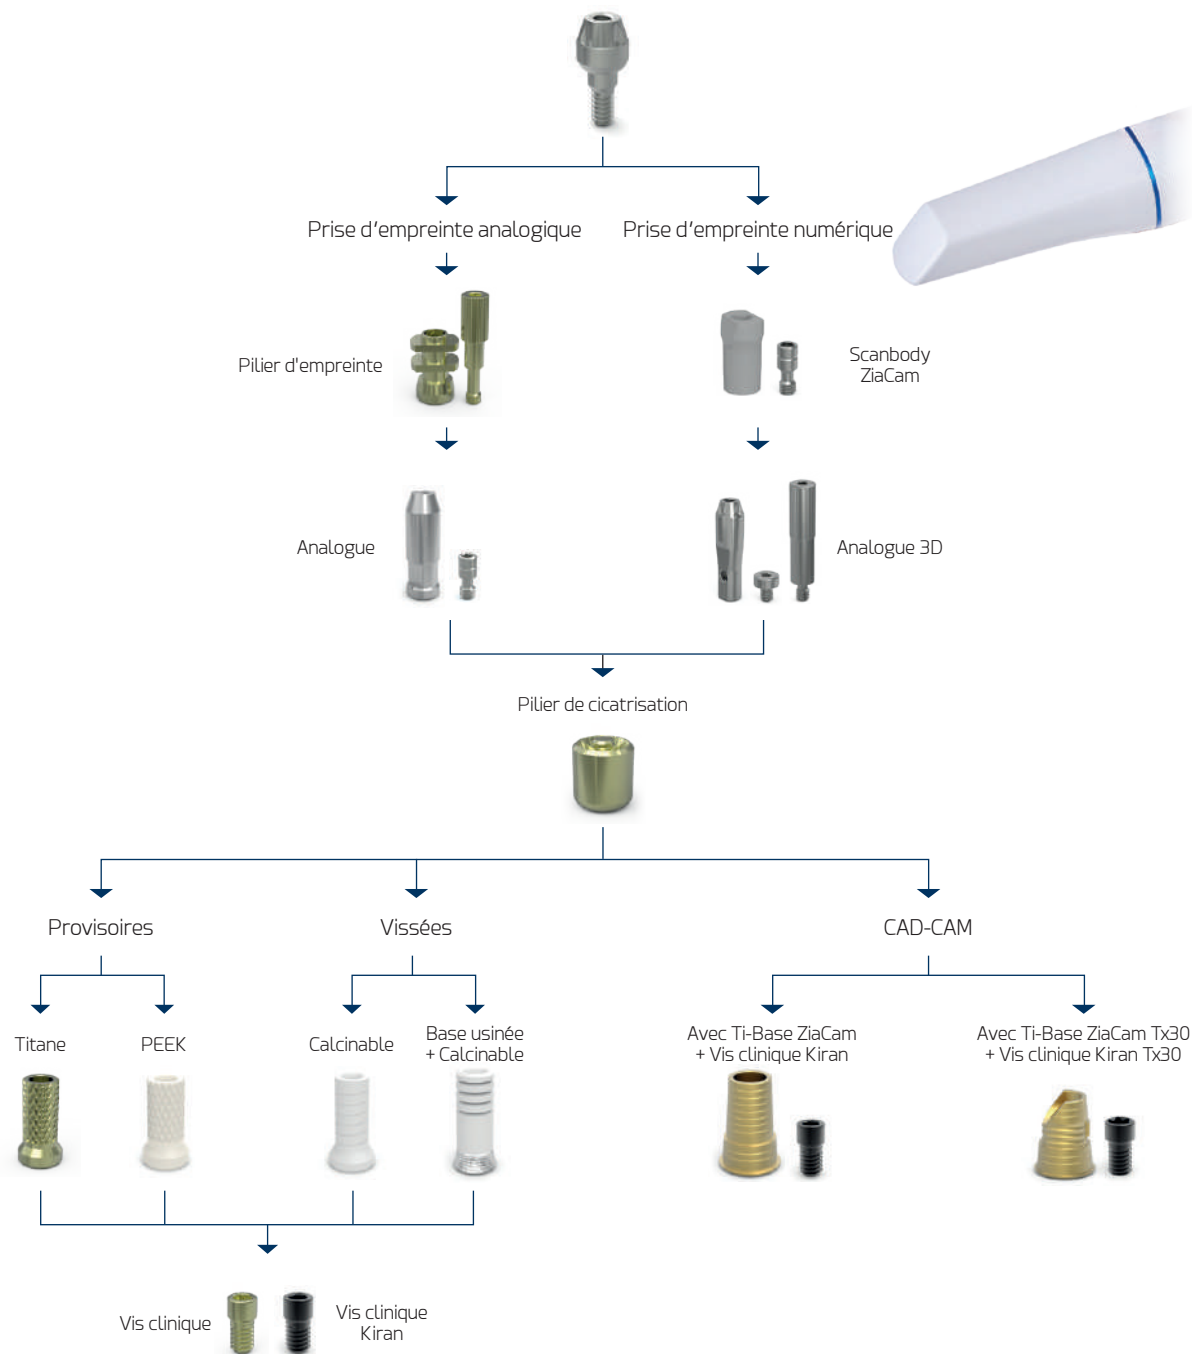 Prise d'empreinte analogique
Prise d'empreinte numérique
Pilier d'empreinte
Scanbody
ZiaCam
Analogue
Analogue 3D
Pilier de cicatrisation
Provisoires
Vissées
CAD-CAM
Titane
PEEK
Calcinable
Base usinée
+ Calcinable
Avec Ti-Base ZiaCam
+ Vis clinique Kiran
Avec Ti-Base ZiaCam Tx30
+ Vis clinique Kiran Tx30
Vis clinique
Vis clinique
Kiran